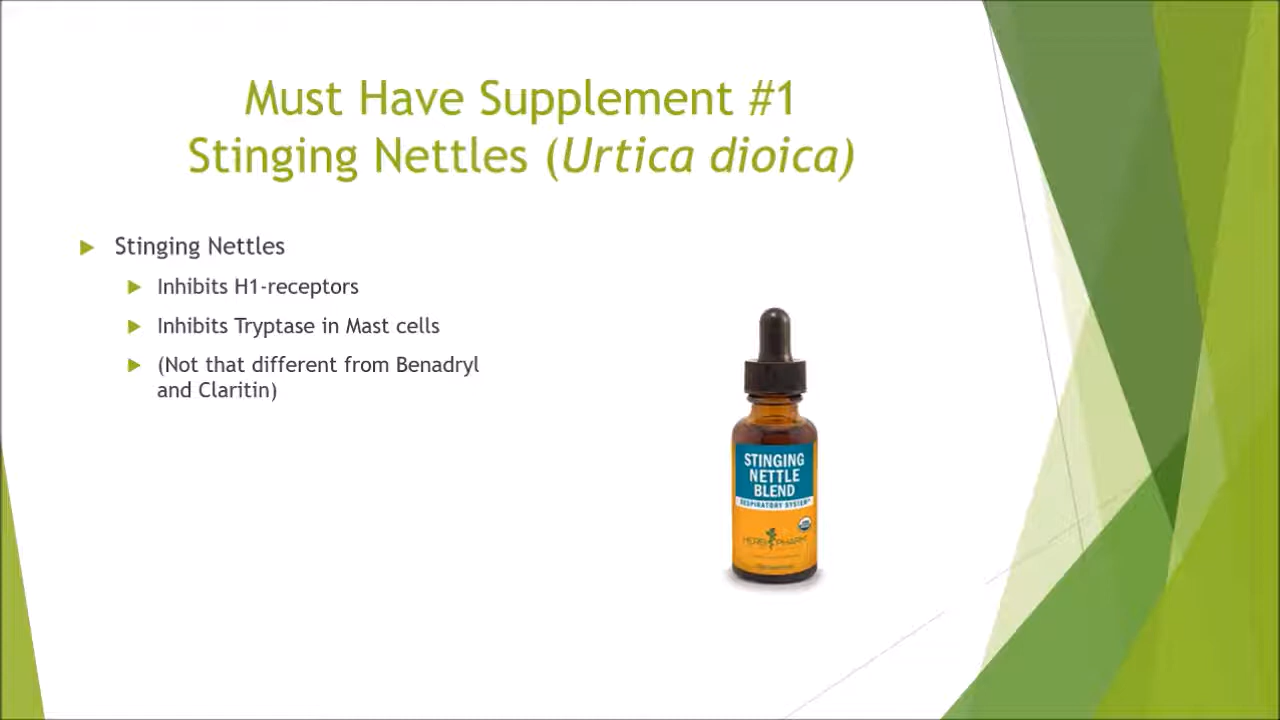 Must Have Supplement #1
Stinging Nettles (Urtica dioica)
Stinging Nettles
Inhibits H1-receptors
Inhibits Tryptase in Mast cells
(Not that different from Benadryl
and Claritin)
STINGING
NETTLE
BLEND
RESPIRATORY SYSTEM
HERB PHARM